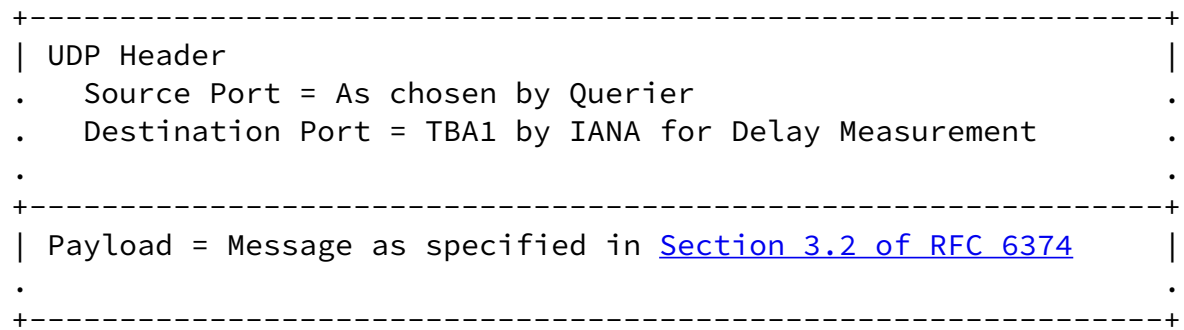 +---------------------------------------------------------------+
| UDP Header                                                    |
.   Source Port = As chosen by Querier                          .
.   Destination Port = TBA1 by IANA for Delay Measurement       .
.                                                               .
+---------------------------------------------------------------+
| Payload = Message as specified in Section 3.2 of RFC 6374     |
.                                                               .
+---------------------------------------------------------------+